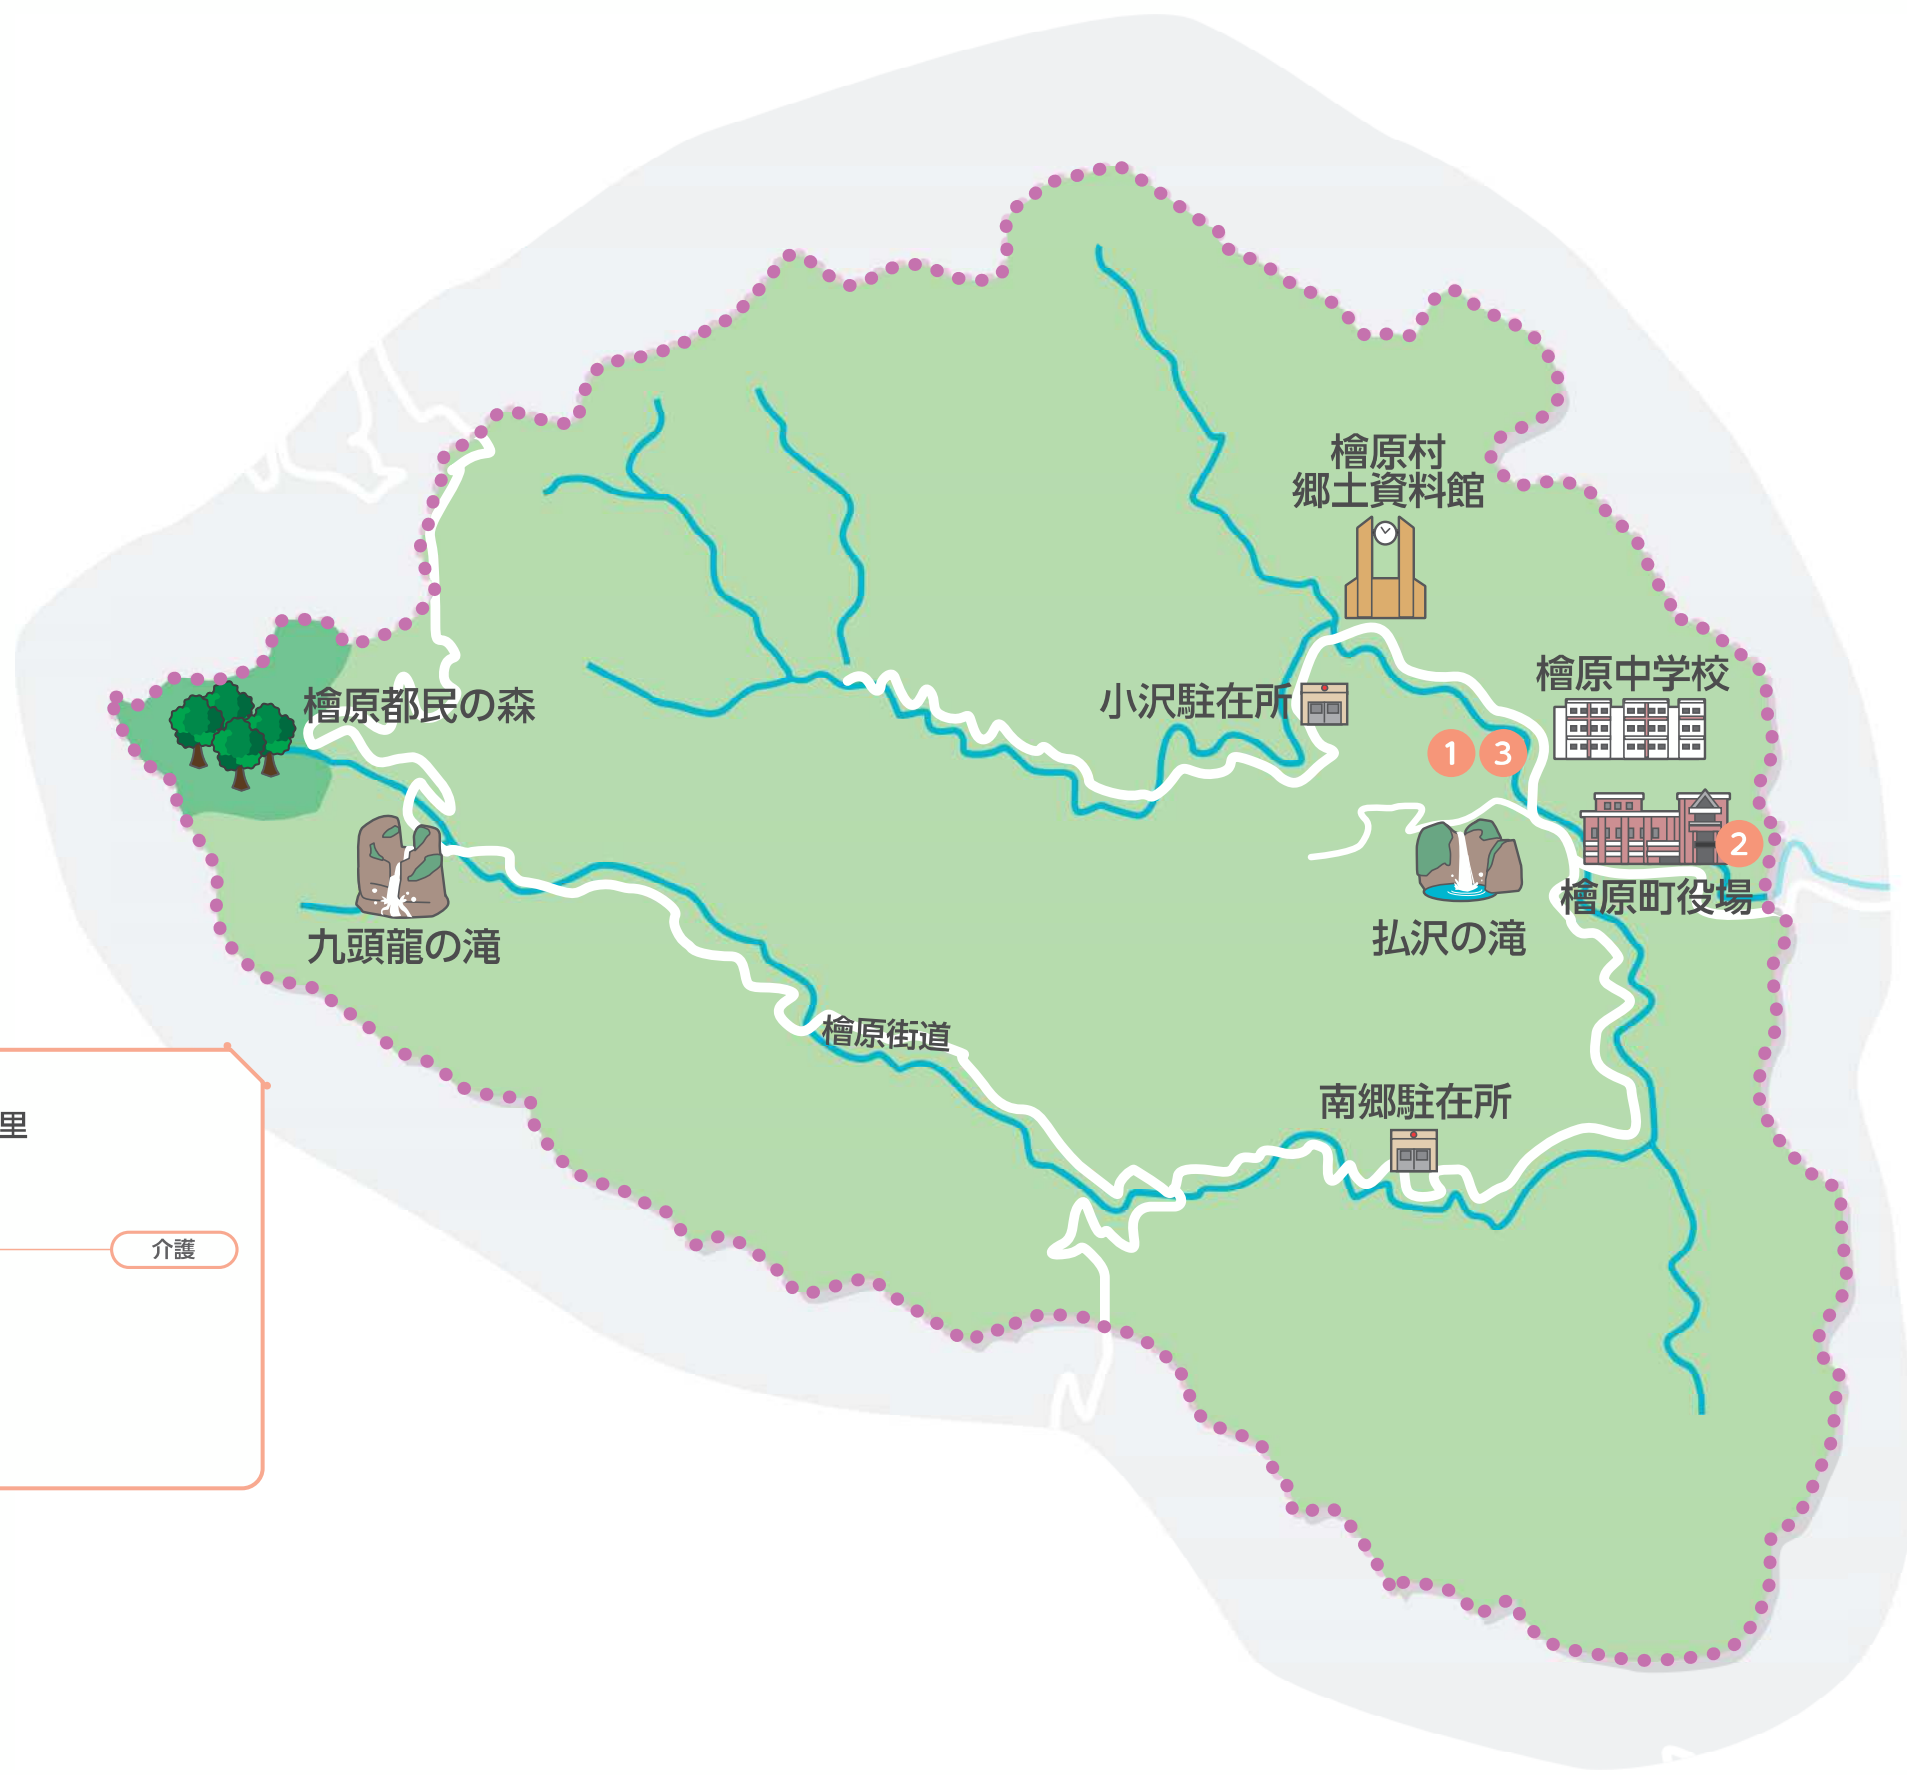 檜原村
郷土資料館
檜原中学校
小沢駐在所
檜原都民の森
1
3
2
檜原町役場
払沢の滝
九頭龍の滝
檜原街道
南郷駐在所
里
介護